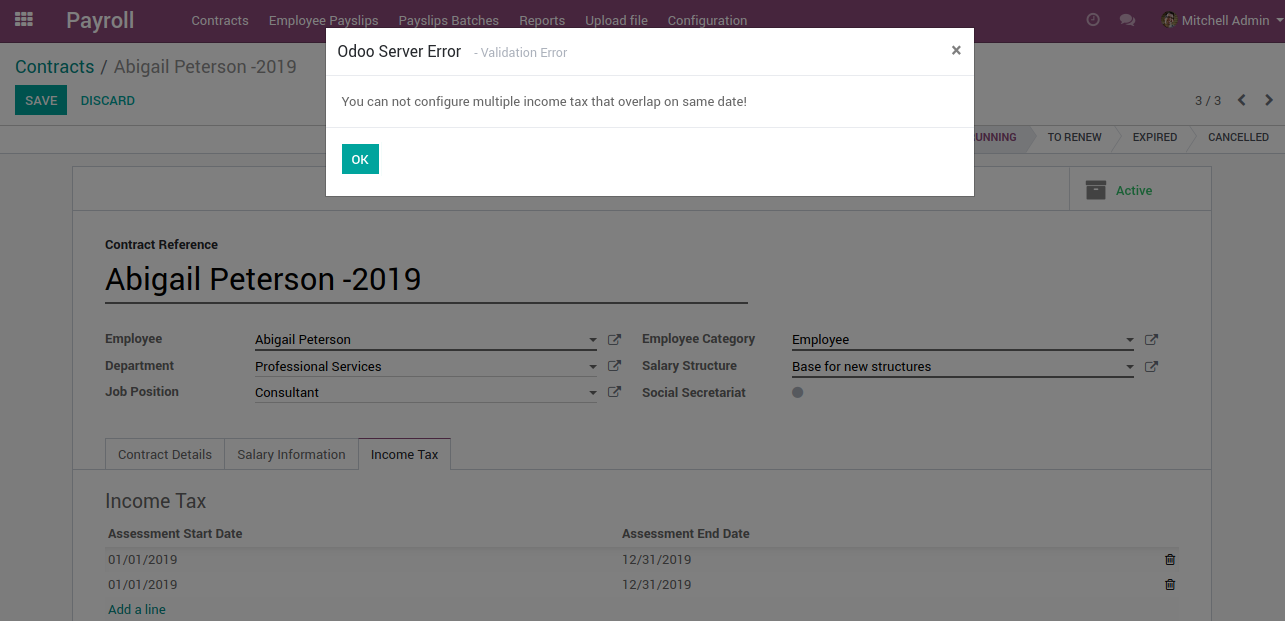 Payroll Contracts Employee Payslips Payslips Batches Reports Upload file Configuration Mitchell Admin
Odoo Server Error - Validation Error ×
Contracts / Abigail Peterson -2019
You can not configure multiple income tax that overlap on same date!
SAVE DISCARD 3 / 3
UNNING TO RENEW EXPIRED CANCELLED
OK
Active
Contract Reference
Abigail Peterson -2019
Employee Abigail Peterson Employee Category Employee
Department Professional Services Salary Structure Base for new structures
Job Position Consultant Social Secretariat
Contract Details Salary Information Income Tax
Income Tax
Assessment Start Date Assessment End Date
01/01/2019 12/31/2019
01/01/2019 12/31/2019
Add a line